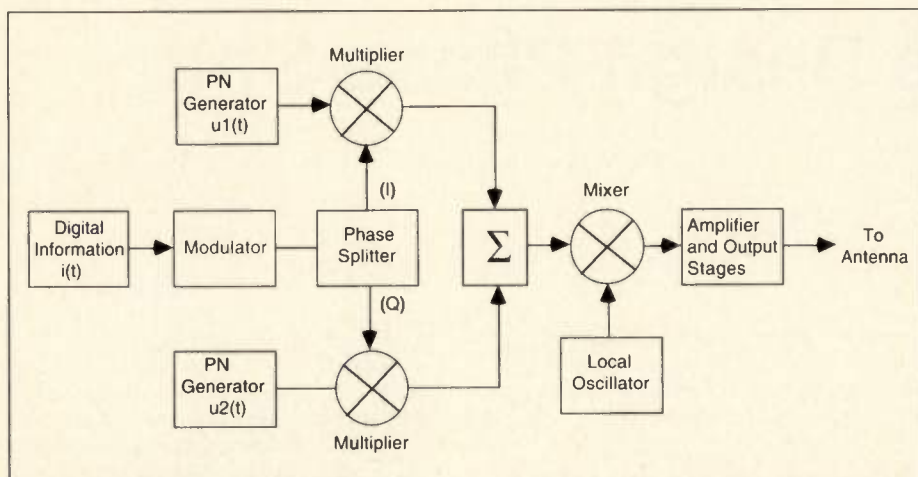 Multiplier
PN
Generator
u1(t)
(I)
Mixer
Digital
Information
i(t)
Modulator
Phase
Splitter
Σ
Amplifier
and Output
Stages
To
Antenna
(Q)
PN
Generator
u2(t)
Local
Oscillator
Multiplier